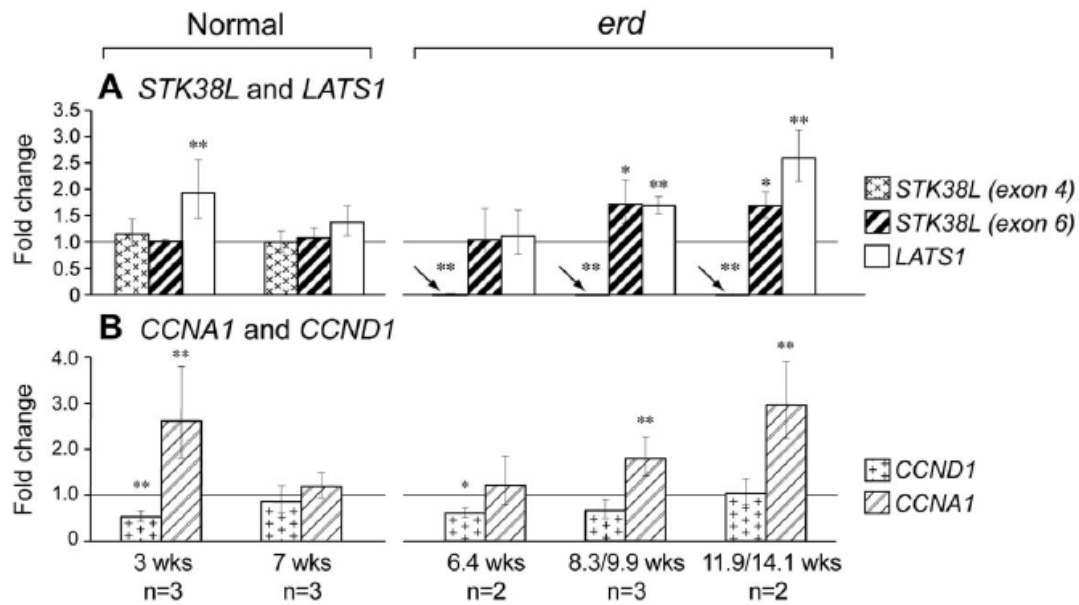 Normal erd
A STK38L and LATS1
Fold change
3.5
3.0
2.5
2.0
1.5
1.0
0.5
0
** ** * ** ** * ** **
STK38L (exon 4)
STK38L (exon 6)
LATS1
B CCNA1 and CCND1
Fold change
4.0
3.0
2.0
1.0
0
** ** * ** **
CCND1
CCNA1
3 wks 7 wks 6.4 wks 8.3/9.9 wks 11.9/14.1 wks
n=3 n=3 n=2 n=3 n=2